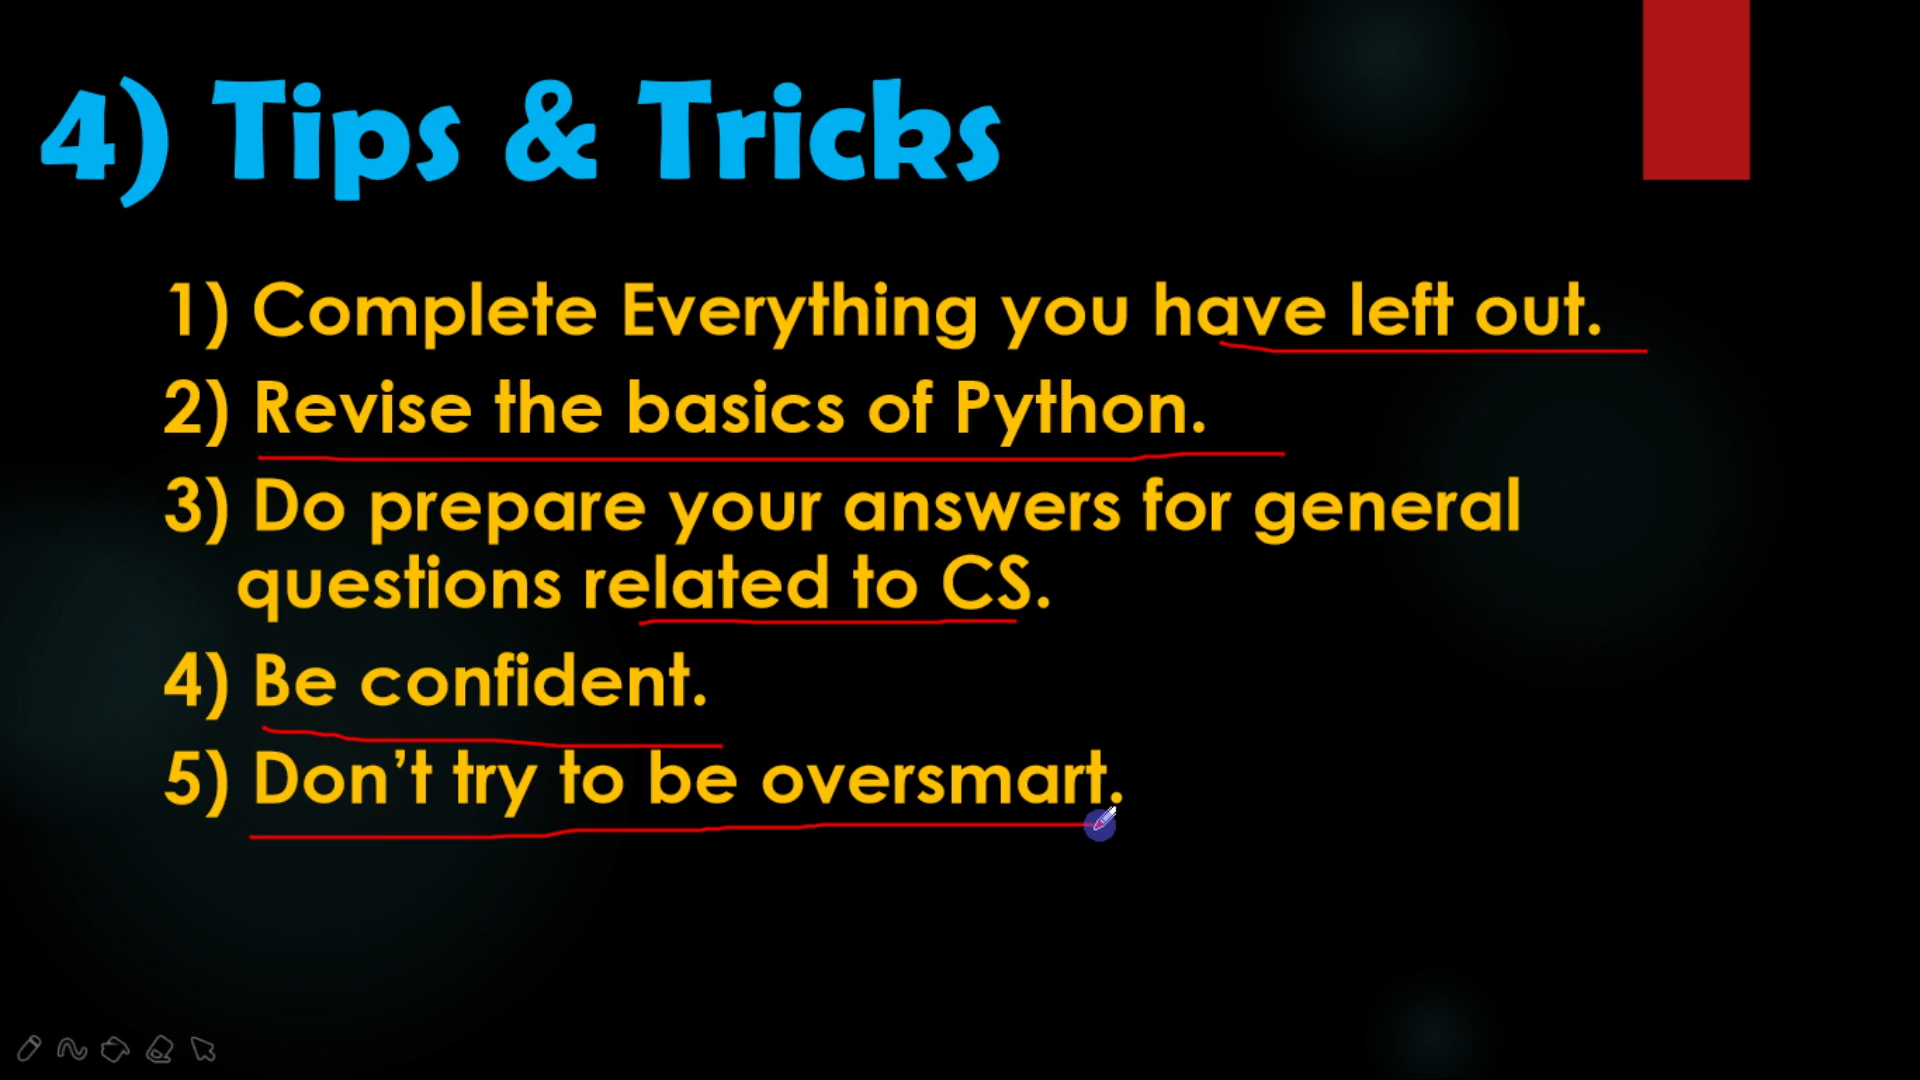 4) Tips & Tricks
1) Complete Everything you have left out.
2) Revise the basics of Python.
3) Do prepare your answers for general
questions related to CS.
4) Be confident.
5) Don’t try to be oversmart.